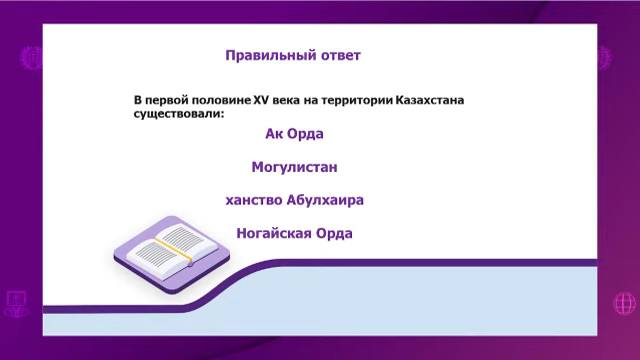 Правильный ответ
В первой половине XV века на территории Казахстана
существовали:
Ак Орда
Могулистан
ханство Абулхаира
Ногайская Орда